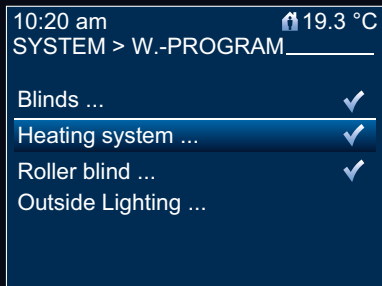 10:20 am 19.3 °C
SYSTEM > W.-PROGRAM
Blinds ...
Heating system ...
Roller blind ...
Outside Lighting ...